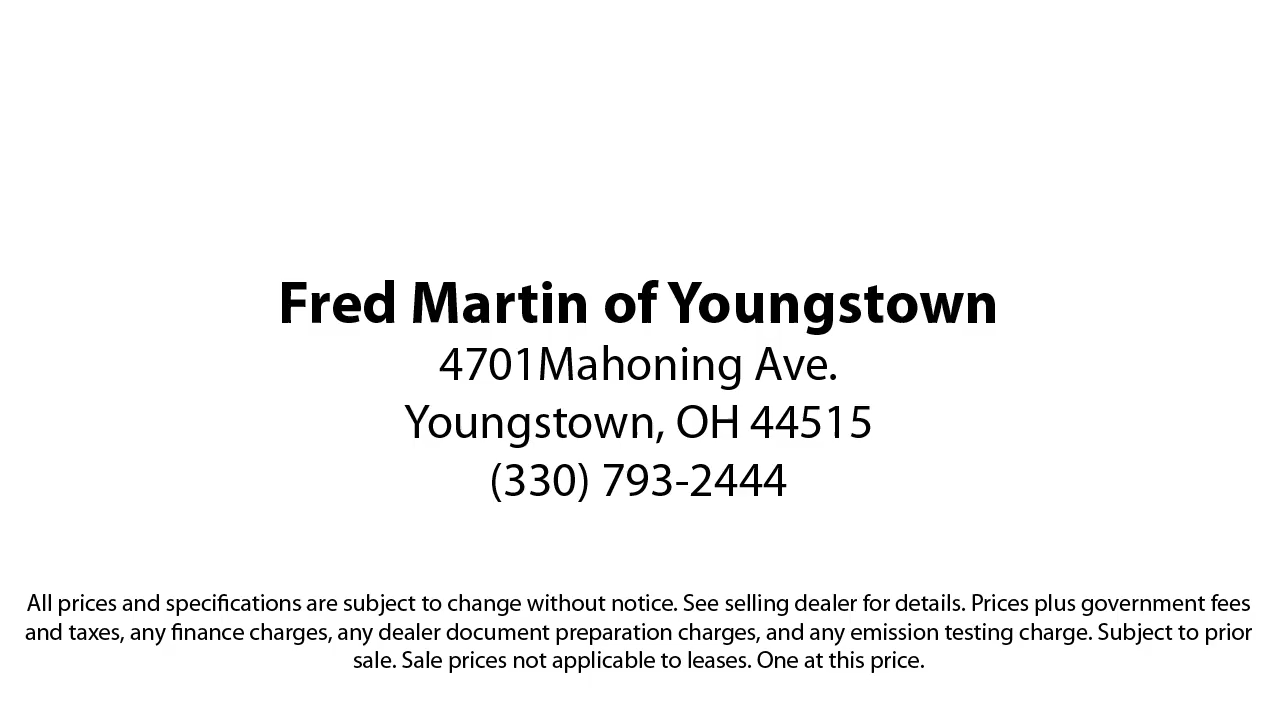 Fred Martin of Youngstown
4701Mahoning Ave.
Youngstown, OH 44515
(330) 793-2444
All prices and specifications are subject to change without notice. See selling dealer for details. Prices plus government fees
and taxes, any finance charges, any dealer document preparation charges, and any emission testing charge. Subject to prior
sale. Sale prices not applicable to leases. One at this price.